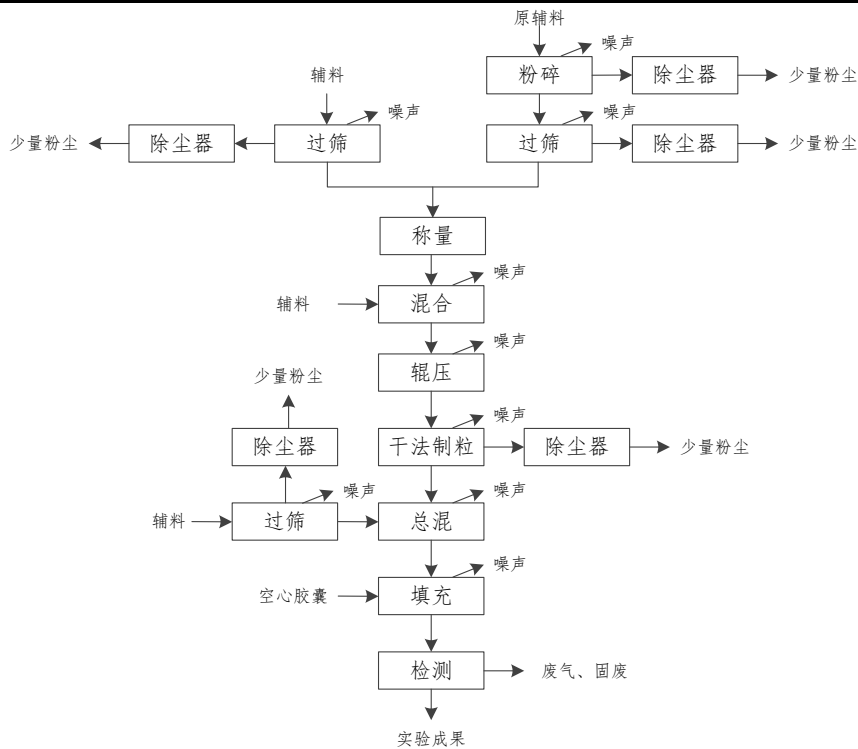 原辅料
噪声
粉碎
除尘器
少量粉尘
辅料
噪声
噪声
少量粉尘
除尘器
过筛
过筛
除尘器
少量粉尘
称量
噪声
辅料
混合
噪声
辊压
少量粉尘
噪声
除尘器
干法制粒
除尘器
少量粉尘
噪声
噪声
辅料
过筛
总混
噪声
空心胶囊
填充
检测
废气、固废
实验成果